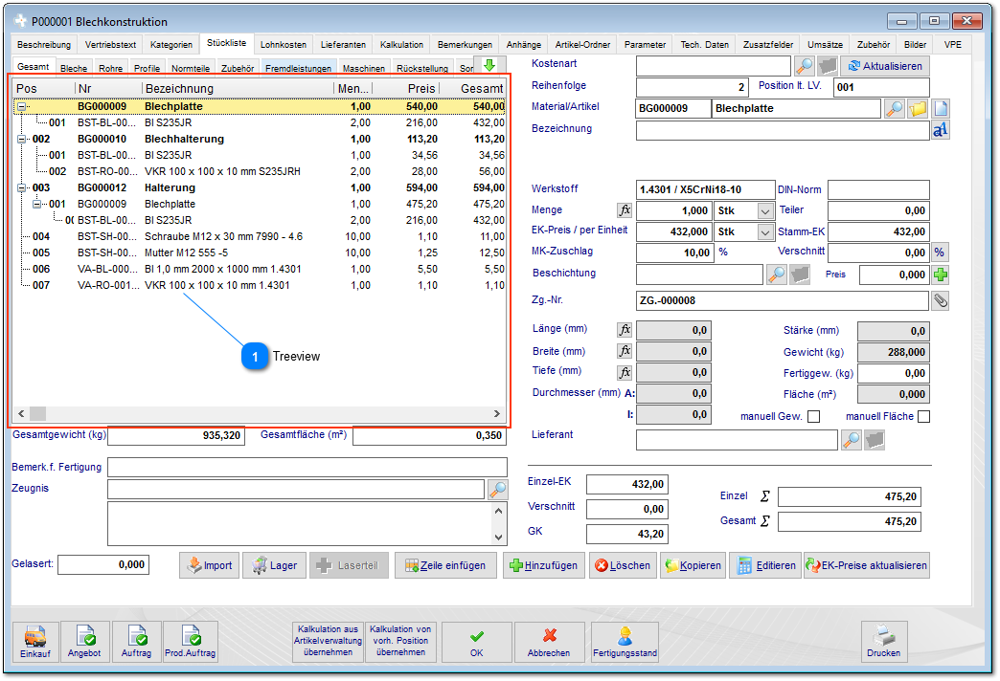 P000001 Blechkonstruktion
Beschreibung Vertriebstext Kategorien Stückliste Lohnkosten Lieferanten Kalkulation Bemerkungen Anhänge Artikel-Ordner Parameter Tech. Daten Zusatzfelder Umsätze Zubehör Bilder VPE
Gesamt Bleche Rohre Profile Normteile Zubehör Fremdleistungen Maschinen Rückstellung Sor
Kostenart Aktualisieren
Reihenfolge 2 Position lt. LV. 001
Material/Artikel BG000009 Blechplatte
Bezeichnung
Pos Nr Bezeichnung Men... Preis Gesamt
BG000009 Blechplatte 1,00 540,00 540,00
001 BST-BL-00... Bl S235JR 2,00 216,00 432,00
002 BG000010 Blechhalterung 1,00 113,20 113,20
001 BST-BL-00... Bl S235JR 1,00 34,56 34,56
002 BST-RO-00... VKR 100 x 100 x 10 mm S235JRH 2,00 28,00 56,00
003 BG000012 Halterung 1,00 594,00 594,00
001 BG000009 Blechplatte 1,00 475,20 475,20
00 BST-BL-00... Bl S235JR 2,00 216,00 432,00
004 BST-SH-00... Schraube M12 x 30 mm 7990 - 4.6 10,00 1,10 11,00
005 BST-SH-00... Mutter M12 555 -5 10,00 1,25 12,50
006 VA-BL-000... Bl 1,0 mm 2000 x 1000 mm 1.4301 1,00 5,50 5,50
007 VA-RO-001... VKR 100 x 100 x 10 mm 1.4301 1,00 1,10 1,10
1 Treeview
Werkstoff 1.4301 / X5CrNi18-10 DIN-Norm
Menge fx 1,000 Stk Teiler 0,00
EK-Preis / per Einheit 432,000 Stk Stamm-EK 432,00
MK-Zuschlag 10,00 % Verschnitt 0,00 %
Beschichtung Preis 0,000
Zg.-Nr. ZG.-000008
Länge (mm) fx 0,0 Stärke (mm) 0,0
Breite (mm) fx 0,0 Gewicht (kg) 288,000
Tiefe (mm) fx 0,0 Fertiggew. (kg) 0,00
Durchmesser (mm) A: 0,0 Fläche (m²) 0,000
I: 0,0 manuell Gew. manuell Fläche
Lieferant
Gesamtgewicht (kg) 935,320 Gesamtfläche (m²) 0,350
Bemerk.f. Fertigung
Zeugnis
Einzel-EK 432,00
Verschnitt 0,00
GK 43,20
Einzel Σ 475,20
Gesamt Σ 475,20
Gelasert: 0,000 Import Lager Laserteil Zeile einfügen Hinzufügen Löschen Kopieren Editieren EK-Preise aktualisieren
Einkauf Angebot Auftrag Prod.Auftrag
Kalkulation aus Artikelverwaltung übernehmen
Kalkulation von vorh. Position übernehmen
OK Abbrechen Fertigungsstand Drucken